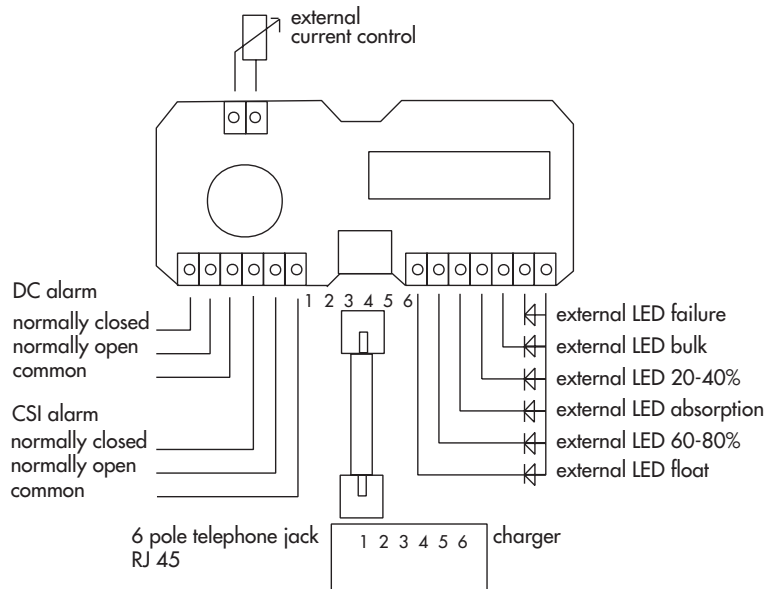 external
current control
DC alarm
normally closed
normally open
common
CSI alarm
normally closed
normally open
common
1 2 3 4 5 6
external LED failure
external LED bulk
external LED 20-40%
external LED absorption
external LED 60-80%
external LED float
6 pole telephone jack
RJ 45
1 2 3 4 5 6
charger